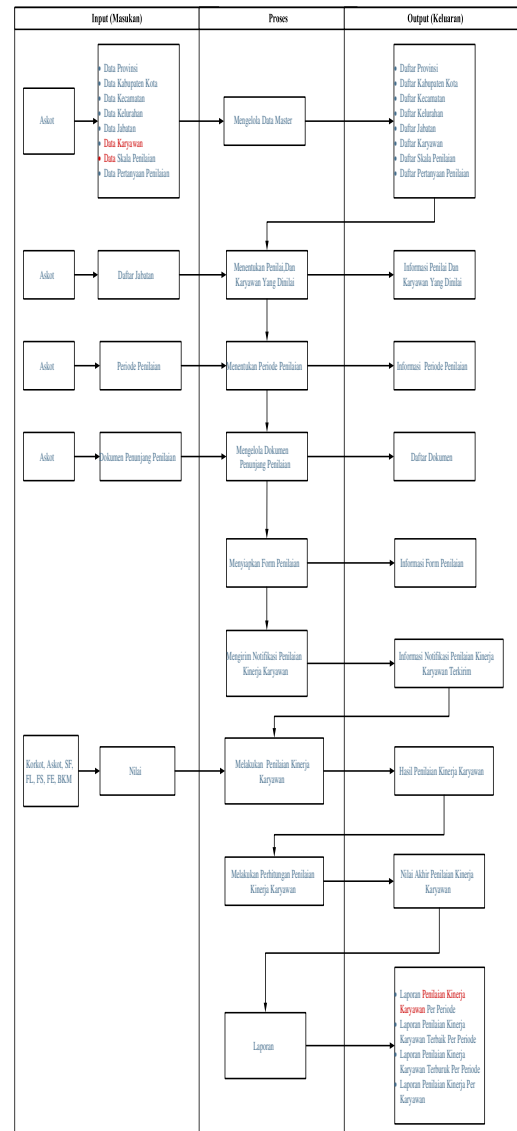 Input (Masukan)
Proses
Output (Keluaran)
Askot
Data Provinsi
Data Kabupaten Kota
Data Kecamatan
Data Kelurahan
Data Jabatan
Data Karyawan
Data Skala Penilaian
Data Pertanyaan Penilaian
Mengelola Data Master
Daftar Provinsi
Daftar Kabupaten Kota
Daftar Kecamatan
Daftar Kelurahan
Daftar Jabatan
Daftar Karyawan
Daftar Skala Penilaian
Daftar Pertanyaan Penilaian
Askot
Daftar Jabatan
Menentukan Penilai,Dan
Karyawan Yang Dinilai
Informasi Penilai Dan
Karyawan Yang Dinilai
Askot
Periode Penilaian
Menentukan Periode Penilaian
Informasi Periode Penilaian
Askot
Dokumen Penunjang Penilaian
Mengelola Dokumen
Penunjang Penilaian
Daftar Dokumen
Menyiapkan Form Penilaian
Informasi Form Penilaian
Mengirim Notifikasi Penilaian
Kinerja Karyawan
Informasi Notifikasi Penilaian Kinerja
Karyawan Terkirim
Korkot, Askot, SF,
FL, FS, FE, BKM
Nilai
Melakukan Penilaian Kinerja
Karyawan
Hasil Penilaian Kinerja Karyawan
Melakukan Perhitungan Penilaian
Kinerja Karyawan
Nilai Akhir Penilaian Kinerja
Karyawan
Laporan
Laporan Penilaian Kinerja
Karyawan Per Periode
Laporan Penilaian Kinerja
Karyawan Terbaik Per Periode
Laporan Penilaian Kinerja
Karyawan Terburuk Per Periode
Laporan Penilaian Kinerja Per
Karyawan